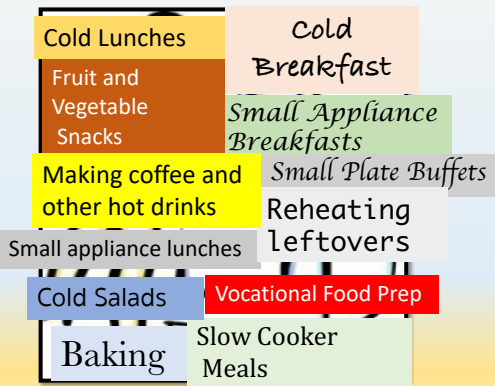 Cold Lunches
Cold
Breakfast
Fruit and
Vegetable
Snacks
Small Appliance
Breakfasts
Making coffee and
other hot drinks
Small Plate Buffets
Reheating
leftovers
Small appliance lunches
Cold Salads
Vocational Food Prep
Baking
Slow Cooker
Meals